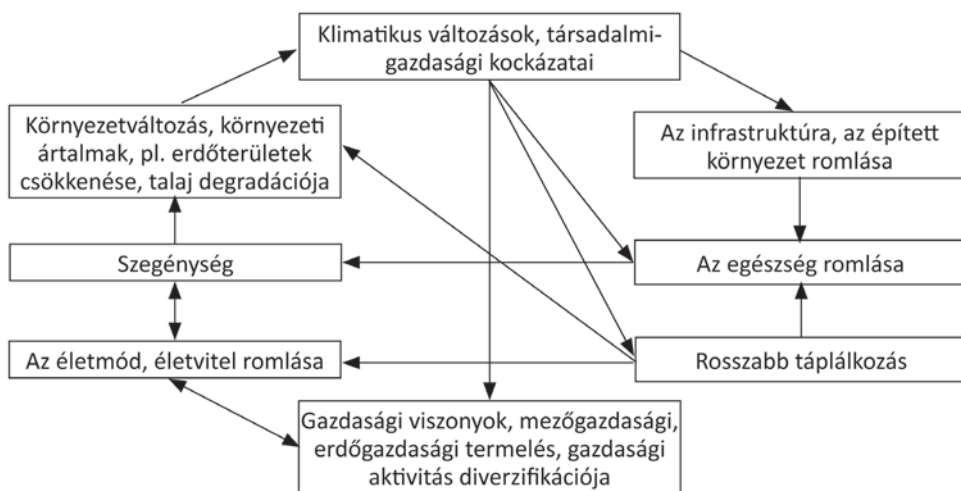 Klimatikus változások, társadalmi-
gazdasági kockázatai
Környezetváltozás, környezeti
ártalmak, pl. erdőterületek
csökkenése, talaj degradációja
Az infrastruktúra, az épített
környezet romlása
Szegénység
Az egészség romlása
Az életmód, életvitel romlása
Rosszabb táplálkozás
Gazdasági viszonyok, mezőgazdasági,
erdőgazdasági termelés, gazdasági
aktivitás diverzifikációja